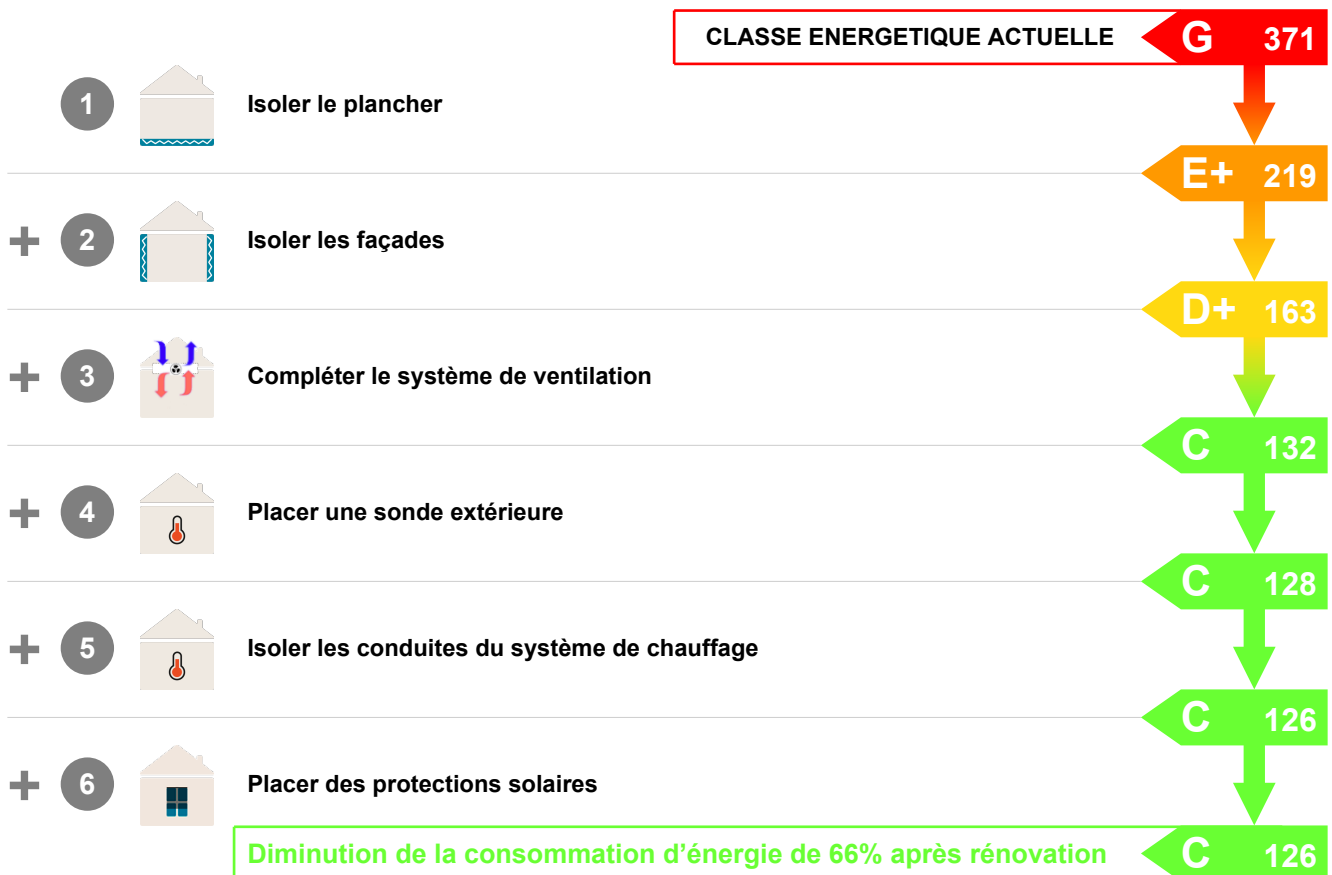 CLASSE ENERGETIQUE ACTUELLE G 371
1 Isoler le plancher
E+ 219
+ 2 Isoler les façades
D+ 163
+ 3 Compléter le système de ventilation
C 132
+ 4 Placer une sonde extérieure
C 128
+ 5 Isoler les conduites du système de chauffage
C 126
+ 6 Placer des protections solaires
Diminution de la consommation d'énergie de 66% après rénovation C 126